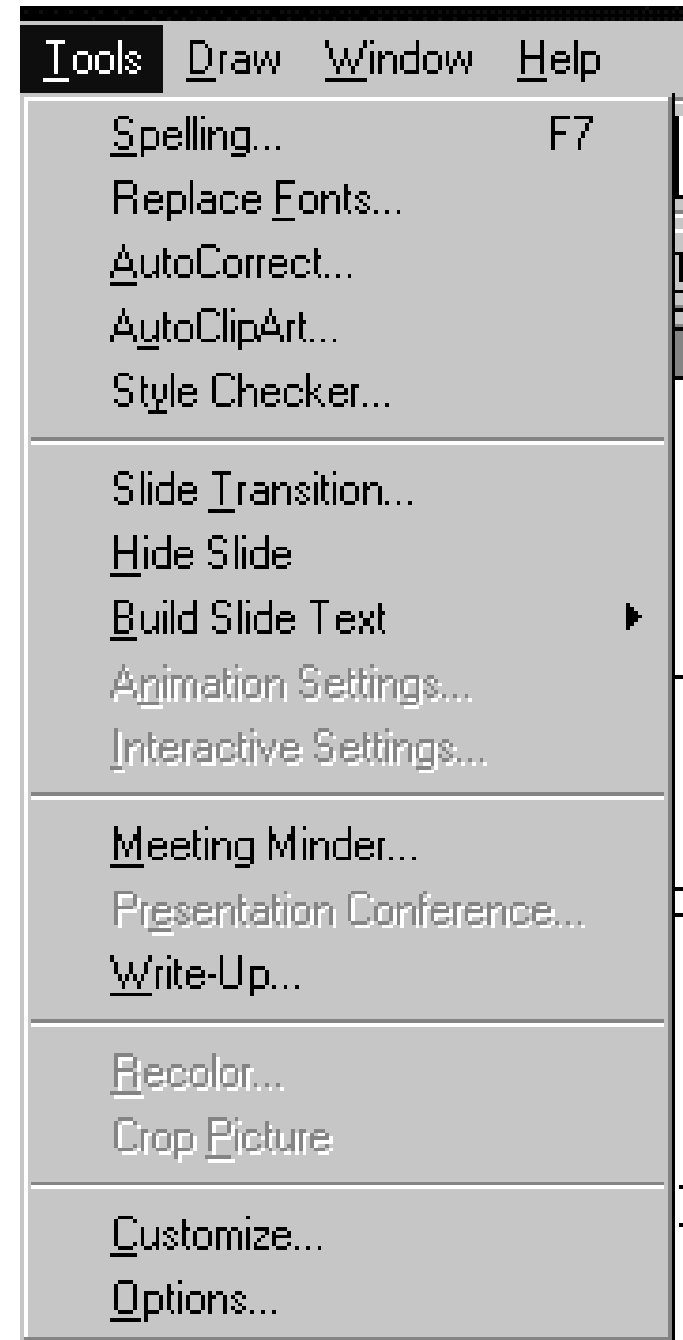 Tools Draw Window Help
Spelling... F7
Replace Fonts...
AutoCorrect...
AutoClipArt...
Style Checker...
Slide Transition...
Hide Slide
Build Slide Text
Animation Settings...
Interactive Settings...
Meeting Minder...
Presentation Conference...
Write-Up...
Recolor...
Crop Picture
Customize...
Options...